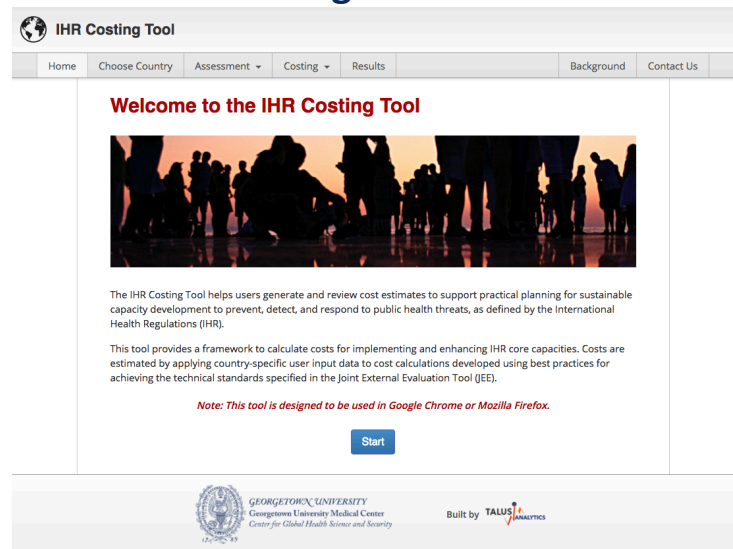 IHR Costing Tool
Home Choose Country Assessment Costing Results Background Contact Us
Welcome to the IHR Costing Tool
The IHR Costing Tool helps users generate and review cost estimates to support practical planning for sustainable
capacity development to prevent, detect, and respond to public health threats, as defined by the International
Health Regulations (IHR).
This tool provides a framework to calculate costs for implementing and enhancing IHR core capacities. Costs are
estimated by applying country-specific user input data to cost calculations developed using best practices for
achieving the technical standards specified in the Joint External Evaluation Tool (JEE).
Note: This tool is designed to be used in Google Chrome or Mozilla Firefox.
Start
GEORGETOWN UNIVERSITY
Georgetown University Medical Center
Center for Global Health Science and Security
Built by TALUS ANALYTICS